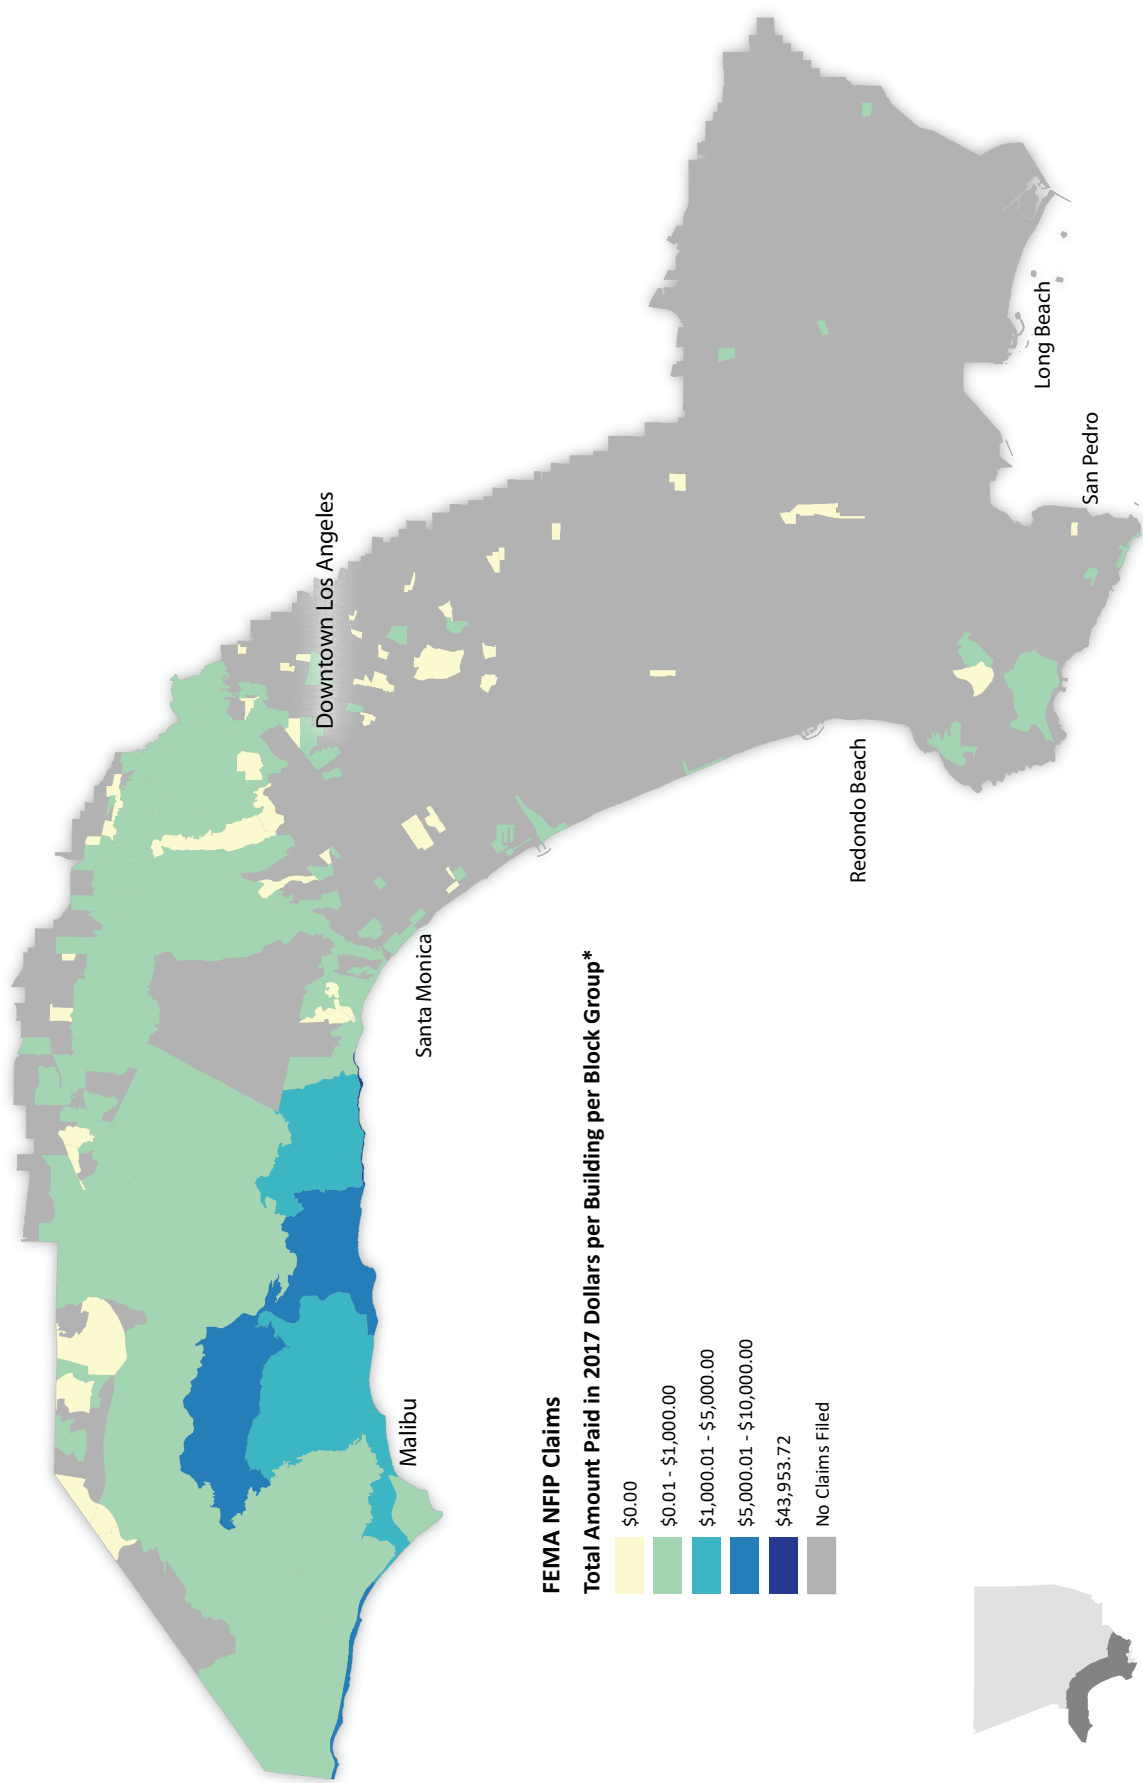 Downtown Los Angeles
Santa Monica
Malibu
Redondo Beach
San Pedro
Long Beach
FEMA NFIP Claims
Total Amount Paid in 2017 Dollars per Building per Block Group*
$0.00
$0.01 - $1,000.00
$1,000.01 - $5,000.00
$5,000.01 - $10,000.00
$43,953.72
No Claims Filed